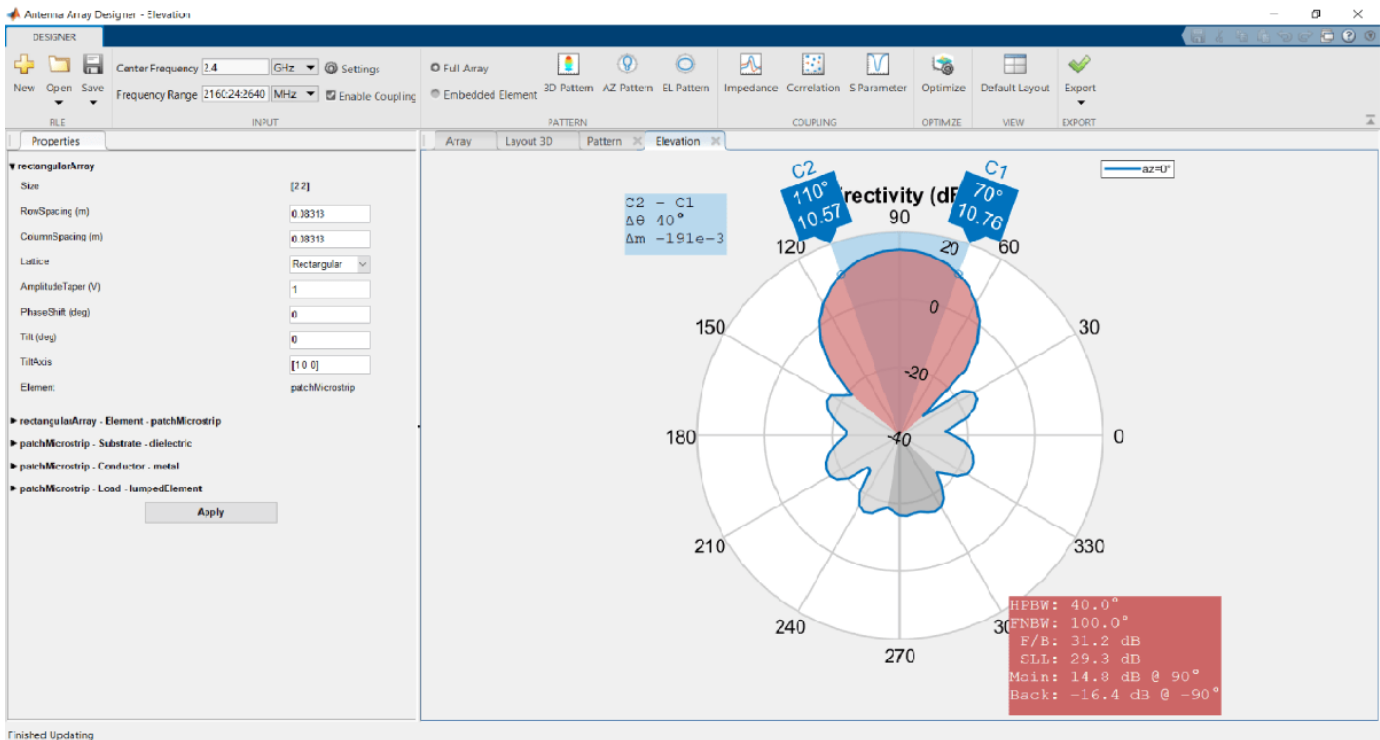 Antenna Array Designer - Elevation
DESIGNER
New Open Save
FILE
Center Frequency 2.4 GHz Settings
Frequency Range 2160:24:2640 MHz Enable Coupling
INPUT
Full Array
Embedded Element
3D Pattern AZ Pattern EL Pattern
PATTERN
Impedance Correlation S Parameter
COUPLING
Optimize
OPTIMIZE
Default Layout
VIEW
Export
EXPORT
Properties
rectangularArray
Size [2 2]
RowSpacing (m) 0.08313
ColumnSpacing (m) 0.08313
Lattice Rectangular
AmplitudeTaper (V) 1
PhaseShift (deg) 0
Tilt (deg) 0
TiltAxis [1 0 0]
Element patchMicrostrip
rectangularArray - Element - patchMicrostrip
patchMicrostrip - Substrate - dielectric
patchMicrostrip - Conductor - metal
patchMicrostrip - Load - lumpedElement
Apply
Array Layout 3D Pattern Elevation
az=0°
C2 - C1
Δθ 40°
Δm -191e-3
C2
110°
10.57
rectivity (dB
C1
70°
10.76
90
120
20
60
0
150
30
-20
180
-40
0
210
330
240
30
270
HPBW: 40.0°
FNBW: 100.0°
F/B: 31.2 dB
SLL: 29.3 dB
Main: 14.8 dB @ 90°
Back: -16.4 dB @ -90°
Finished Updating